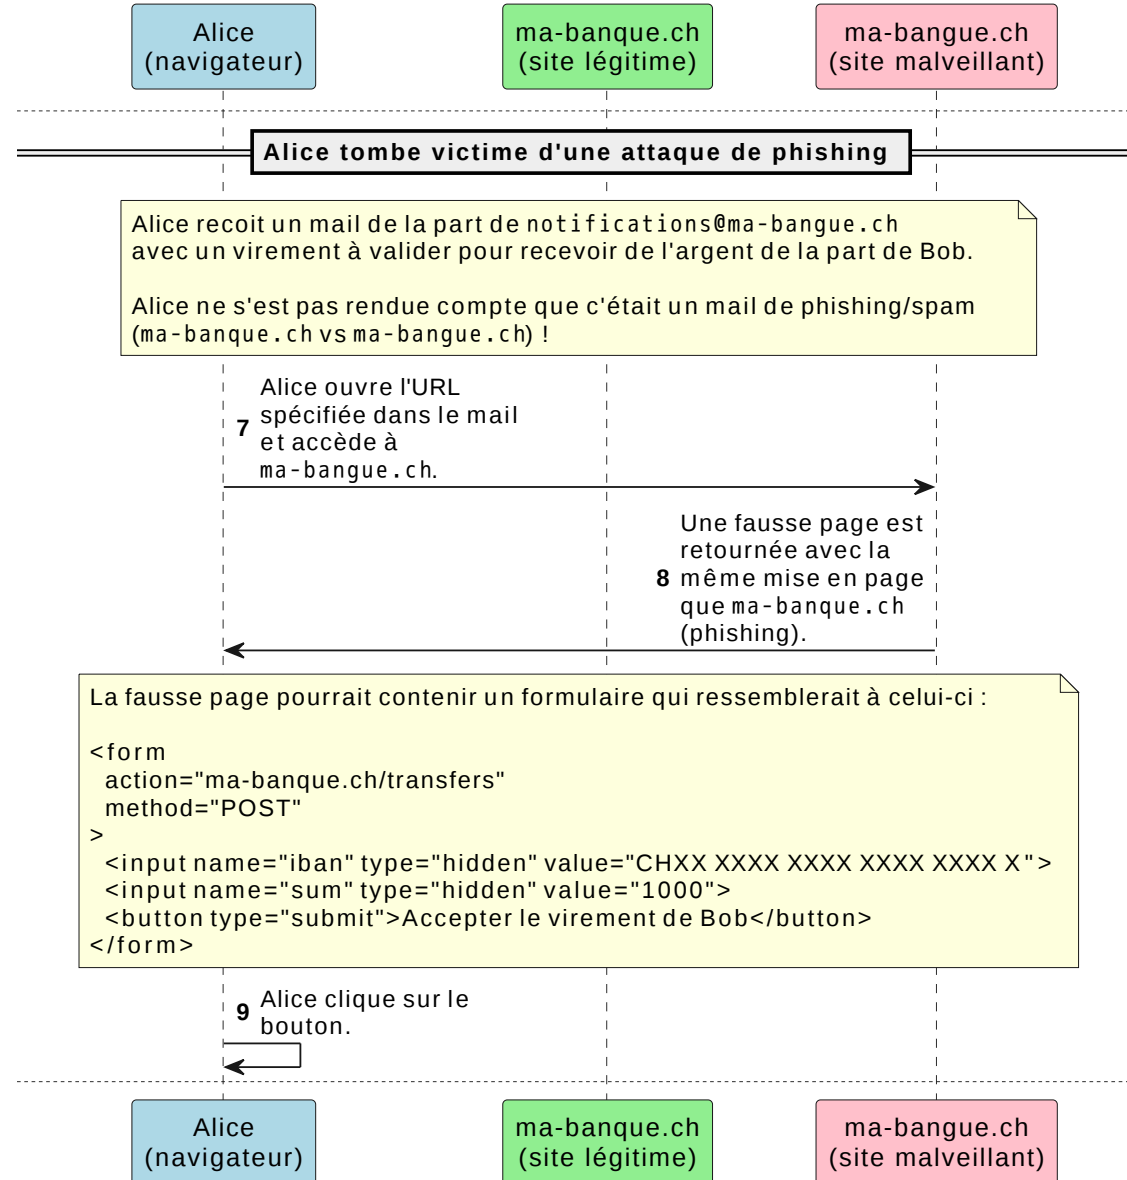 Alice
(navigateur)
ma-banque.ch
(site légitime)
ma-bangue.ch
(site malveillant)
Alice tombe victime d'une attaque de phishing
Alice recoit un mail de la part de notifications@ma-bangue.ch
avec un virement à valider pour recevoir de l'argent de la part de Bob.
Alice ne s'est pas rendue compte que c'était un mail de phishing/spam
(ma-banque.ch vs ma-bangue.ch) !
Alice ouvre l'URL
7 spécifiée dans le mail
et accède à
ma-bangue.ch.
Une fausse page est
retournée avec la
8 même mise en page
que ma-banque.ch
(phishing).
La fausse page pourrait contenir un formulaire qui ressemblerait à celui-ci :
<form
action="ma-banque.ch/transfers"
method="POST"
>
<input name="iban" type="hidden" value="CHXX XXXX XXXX XXXX XXXX X">
<input name="sum" type="hidden" value="1000">
<button type="submit">Accepter le virement de Bob</button>
</form>
9 Alice clique sur le
bouton.
Alice
(navigateur)
ma-banque.ch
(site légitime)
ma-bangue.ch
(site malveillant)